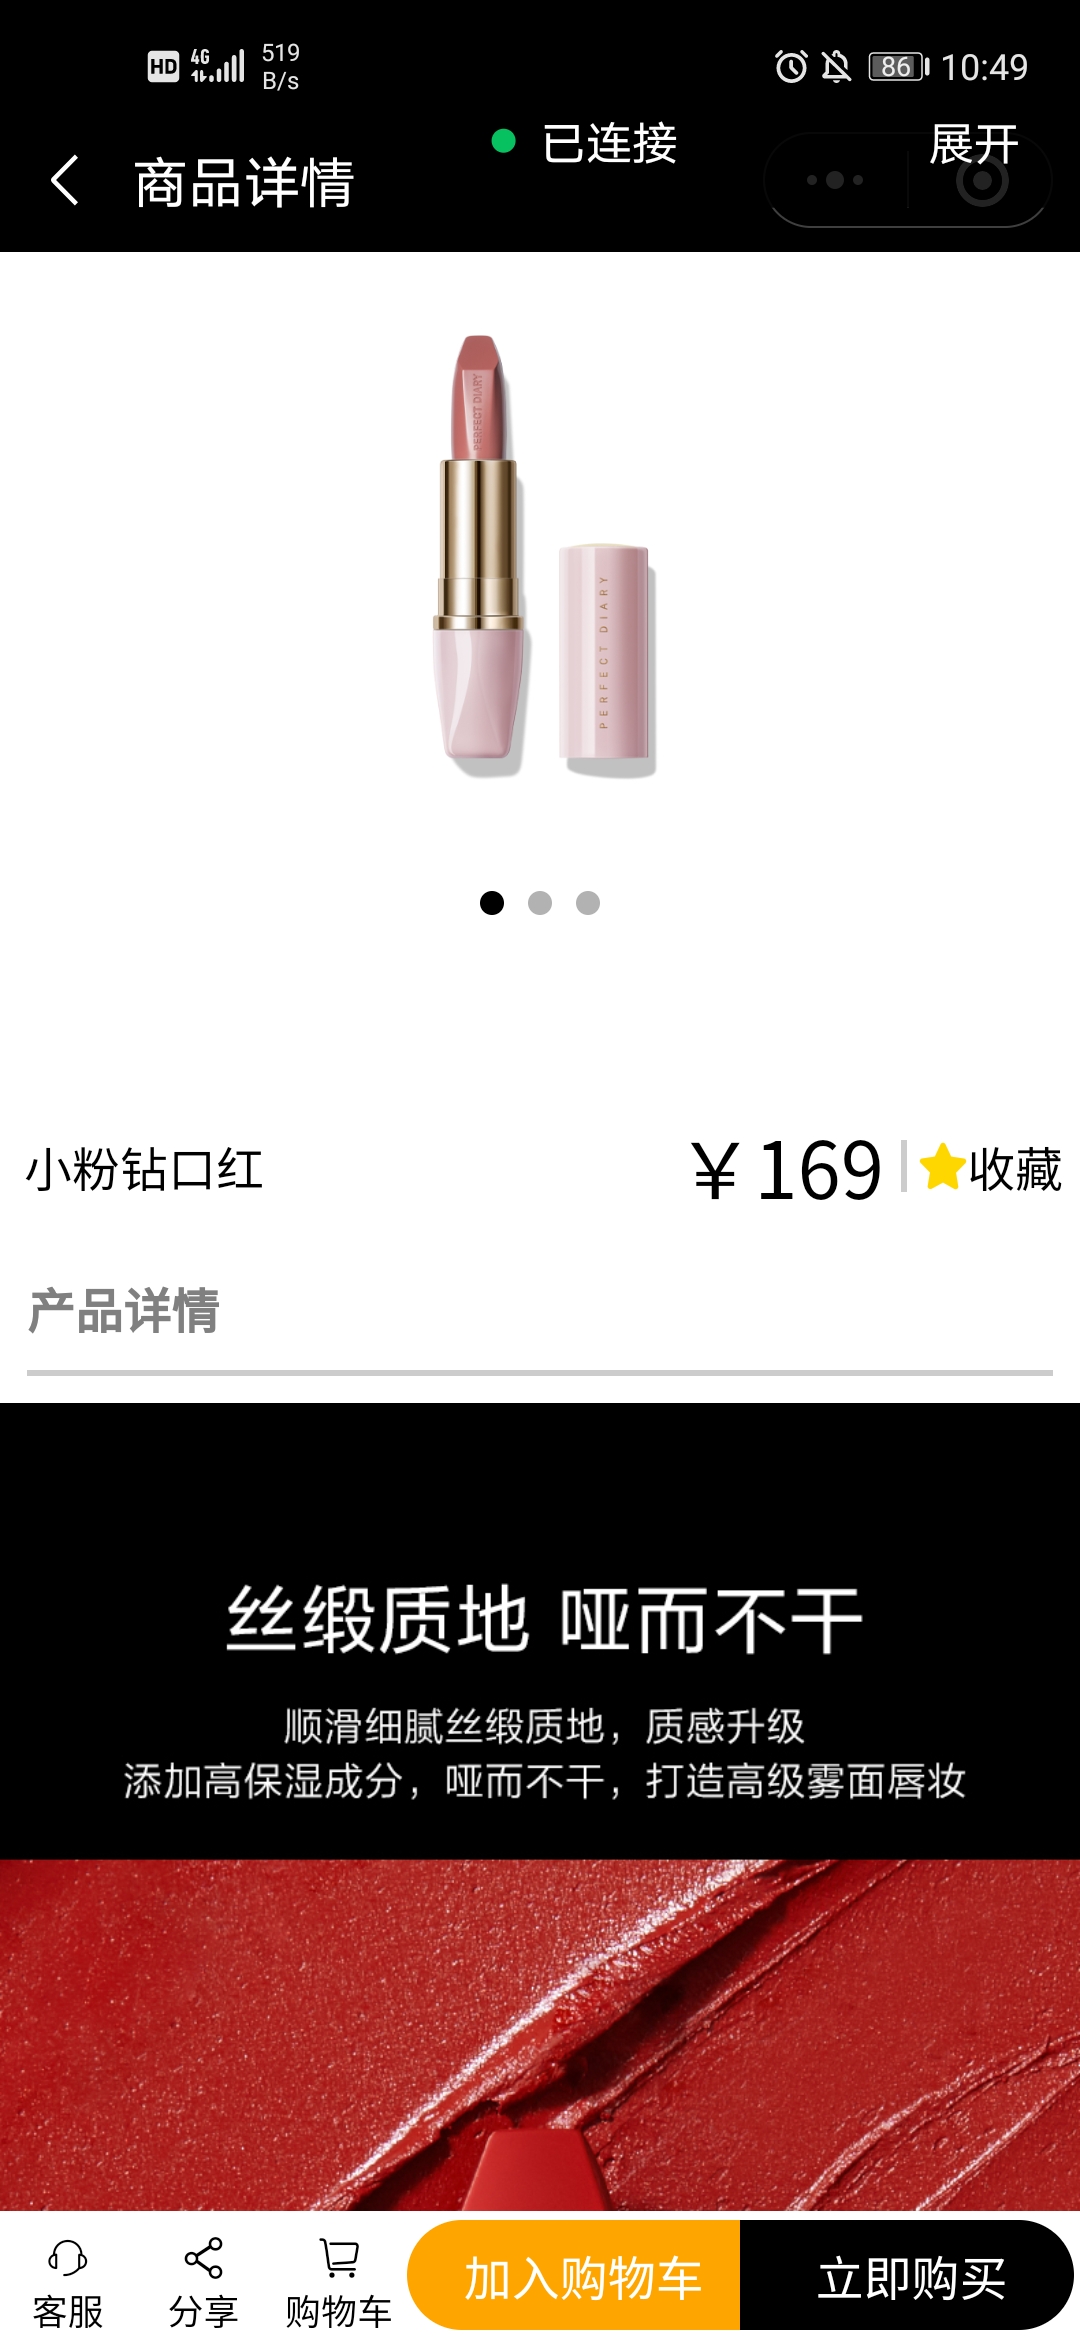 HD 4G 519 B/s 86 10:49
已连接 展开
商品详情
PERFECT DIARY
PERFECT DIARY
小粉钻口红 ￥169 收藏
产品详情
丝缎质地 哑而不干
顺滑细腻丝缎质地，质感升级
添加高保湿成分，哑而不干，打造高级雾面唇妆
客服 分享 购物车 加入购物车 立即购买